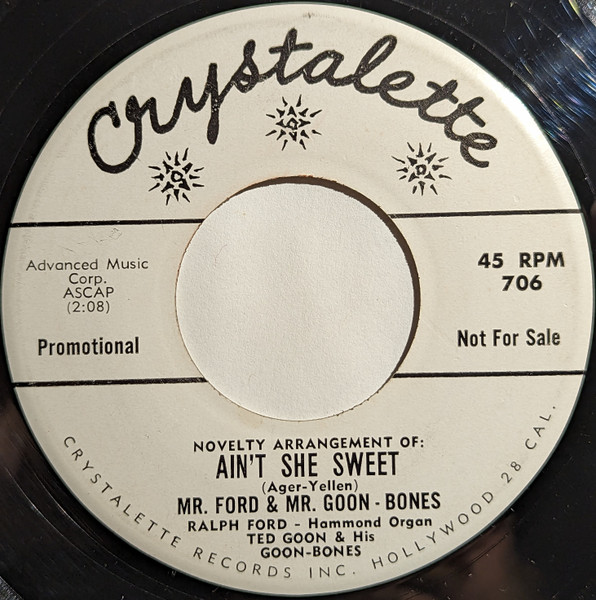 Crystalette
Advanced Music
Corp.
ASCAP
(2:08)
Promotional
45 RPM
706
Not For Sale
NOVELTY ARRANGEMENT OF:
AIN'T SHE SWEET
(Ager-Yellen)
MR. FORD & MR. GOON - BONES
RALPH FORD - Hammond Organ
TED GOON & His
GOON-BONES
CRYSTALETTE RECORDS INC. HOLLYWOOD 28 CAL.